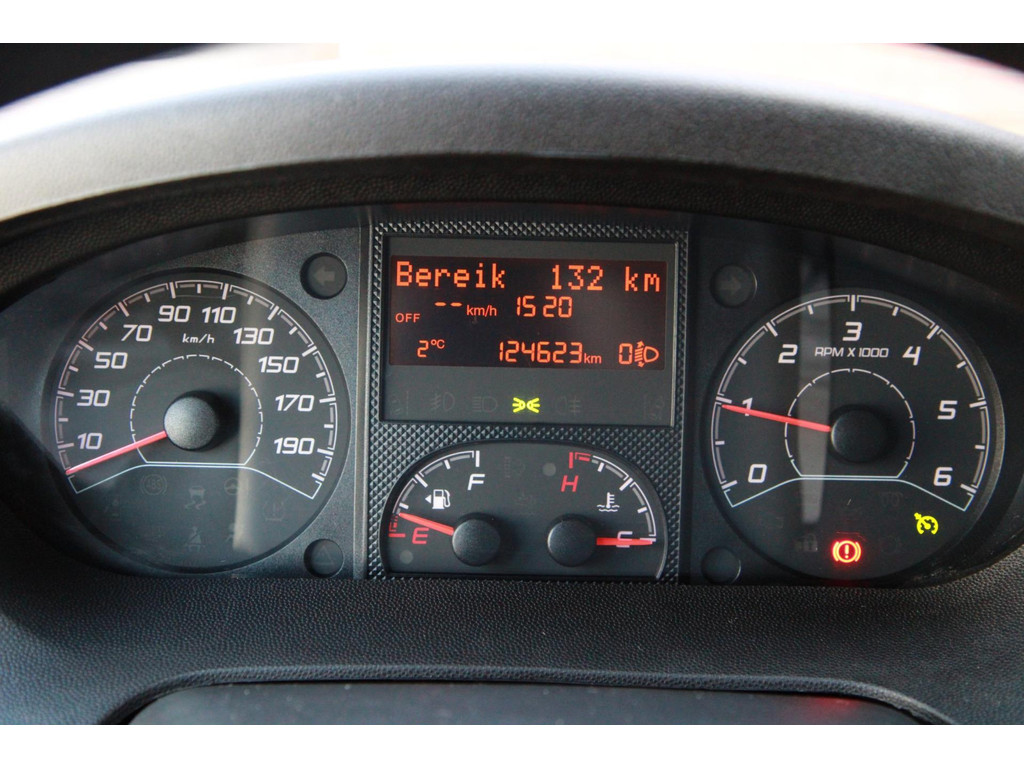 Bereik 132 km
-- km/h 15 20
OFF
2°C 124623 km 0
10 30 50 70 90 110 130 150 170 190
km/h
0 1 2 3 4 5 6
RPM X 1000
F
E
H
C